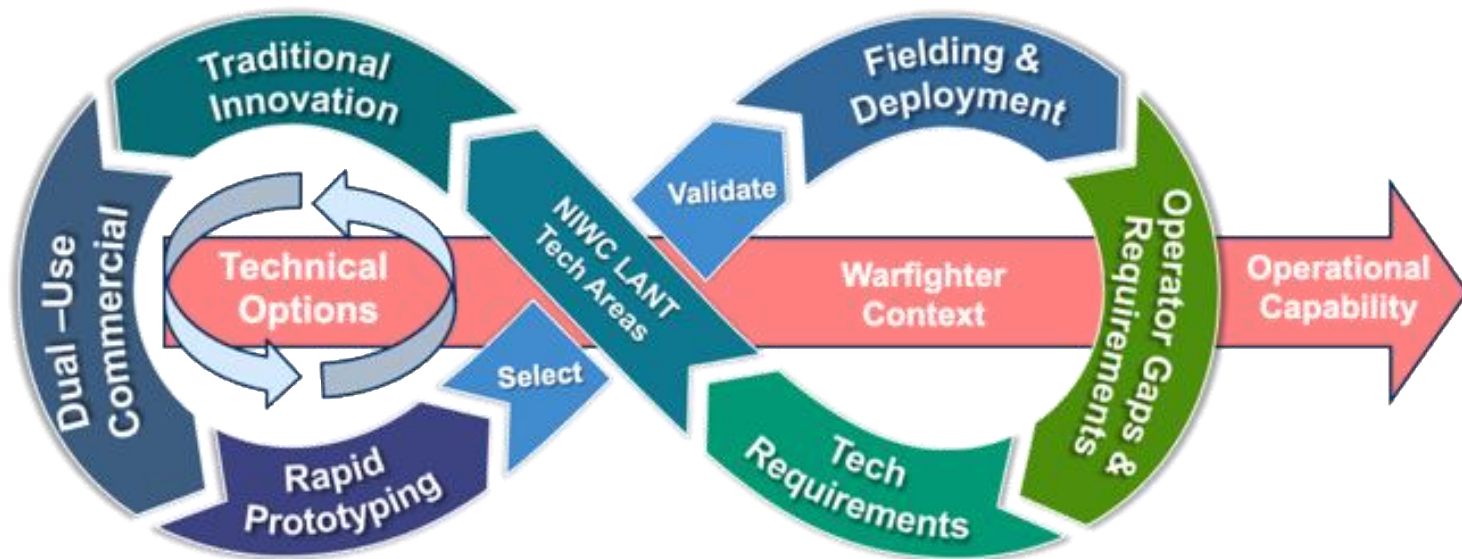 Traditional
Innovation
Fielding &
Deployment
Validate
NIWC LANT
Tech Areas
Dual –Use
Commercial
Technical
Options
Warfighter
Context
Operator Gaps &
Requirements
Operational
Capability
Select
Rapid
Prototyping
Tech
Requirements